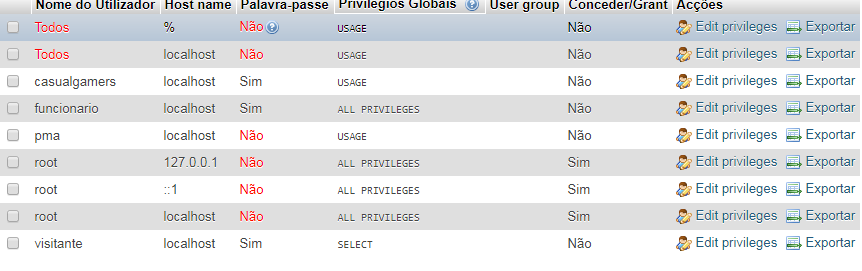 Nome do Utilizador Host name Palavra-passe Privilégios Globais User group Conceder/Grant Acções
Todos % Não USAGE Não Edit privileges Exportar
Todos localhost Não USAGE Não Edit privileges Exportar
casualgamers localhost Sim USAGE Não Edit privileges Exportar
funcionario localhost Sim ALL PRIVILEGES Não Edit privileges Exportar
pma localhost Não USAGE Não Edit privileges Exportar
root 127.0.0.1 Não ALL PRIVILEGES Sim Edit privileges Exportar
root ::1 Não ALL PRIVILEGES Sim Edit privileges Exportar
root localhost Não ALL PRIVILEGES Sim Edit privileges Exportar
visitante localhost Sim SELECT Não Edit privileges Exportar